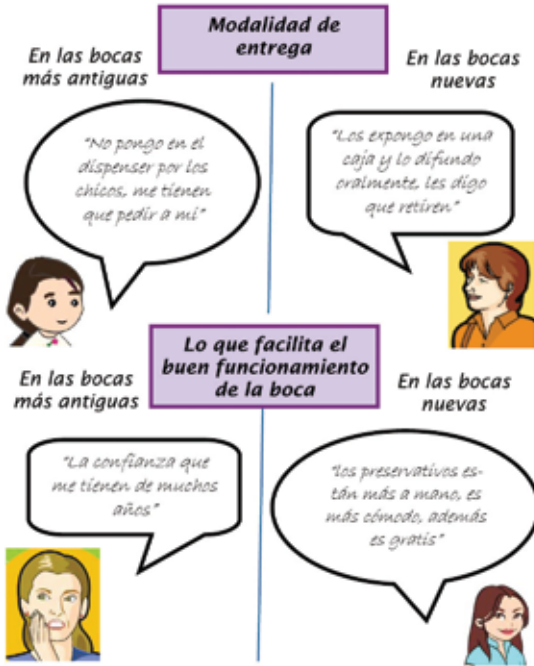 Modalidad de
entrega
En las bocas
más antiguas
En las bocas
nuevas
"No pongo en el
dispenser por los
chicos, me tienen
que pedir a mí"
"Los expongo en una
caja y lo difundo
oralmente, les digo
que retiren"
Lo que facilita el
buen funcionamiento
de la boca
En las bocas
más antiguas
En las bocas
nuevas
"La confianza que
me tienen de muchos
años"
"los preservativos es-
tán más a mano, es
más cómodo, además
es gratis"